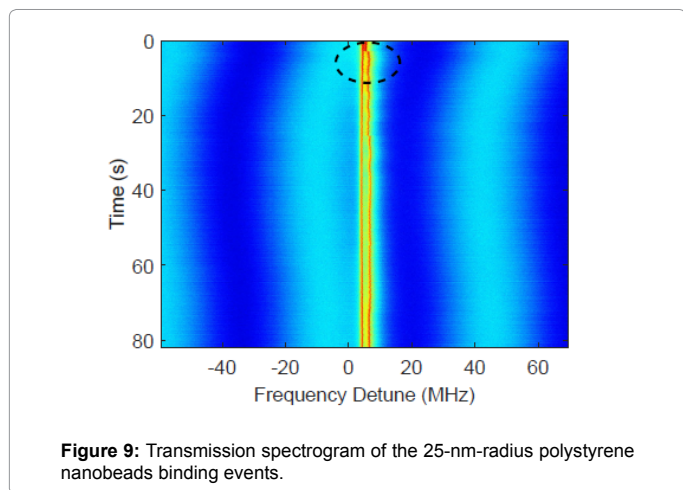 0
20
40
60
80
Time (s)
-40 -20 0 20 40 60
Frequency Detune (MHz)
Figure 9: Transmission spectrogram of the 25-nm-radius polystyrene
nanobeads binding events.